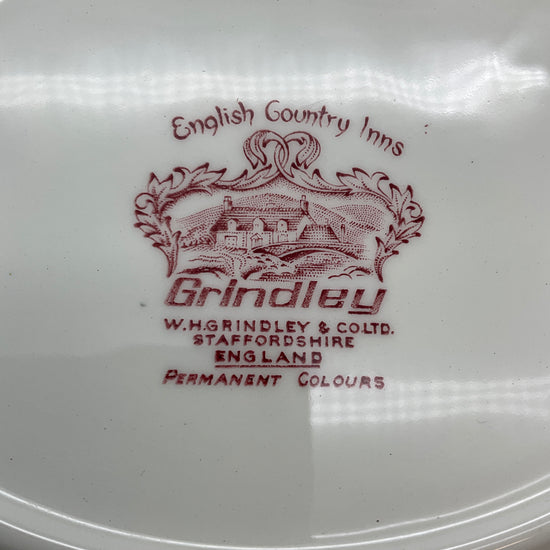 English Country Inns
Grindley
W.H.GRINDLEY & CO.LTD.
STAFFORDSHIRE
ENGLAND
PERMANENT COLOURS